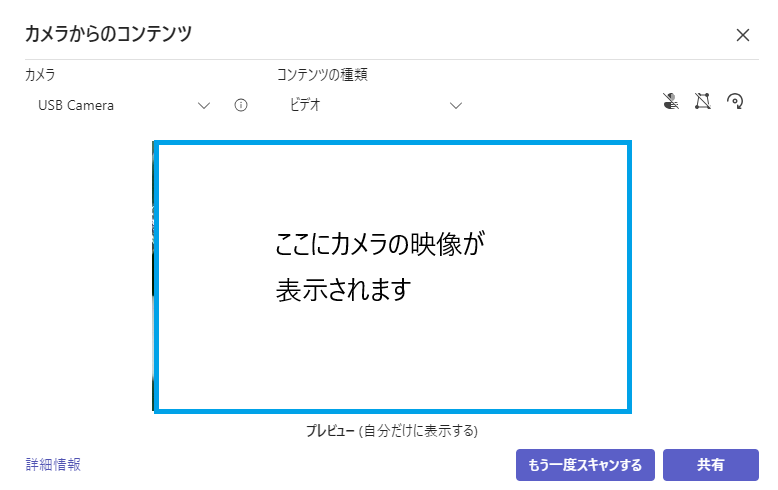 カメラからのコンテンツ
カメラ
コンテンツの種類
USB Camera
ビデオ
ここにカメラの映像が
表示されます
プレビュー (自分だけに表示する)
詳細情報
もう一度スキャンする
共有